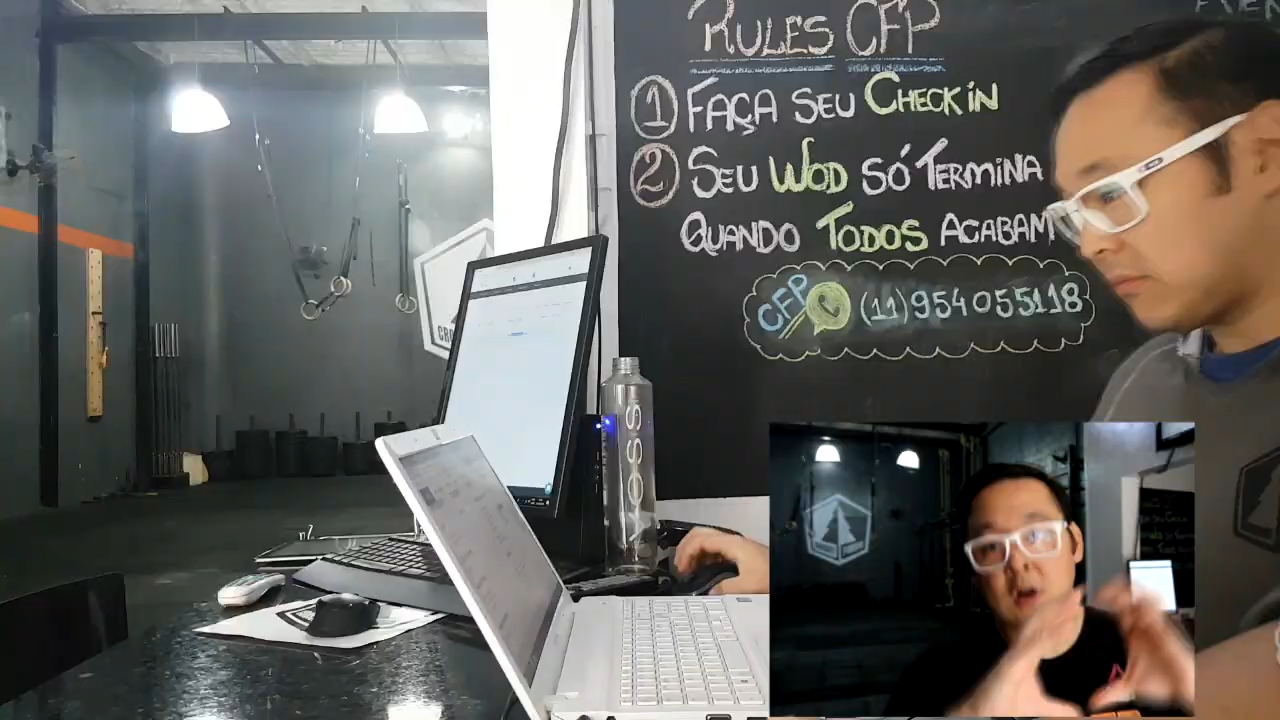 RULES CFP
1 FAÇA SEU CHECK iN
2 SEU WOD SÓ TERMiNA
QUANDO TODOS ACABAM
CFP (11)954055118
VOSS